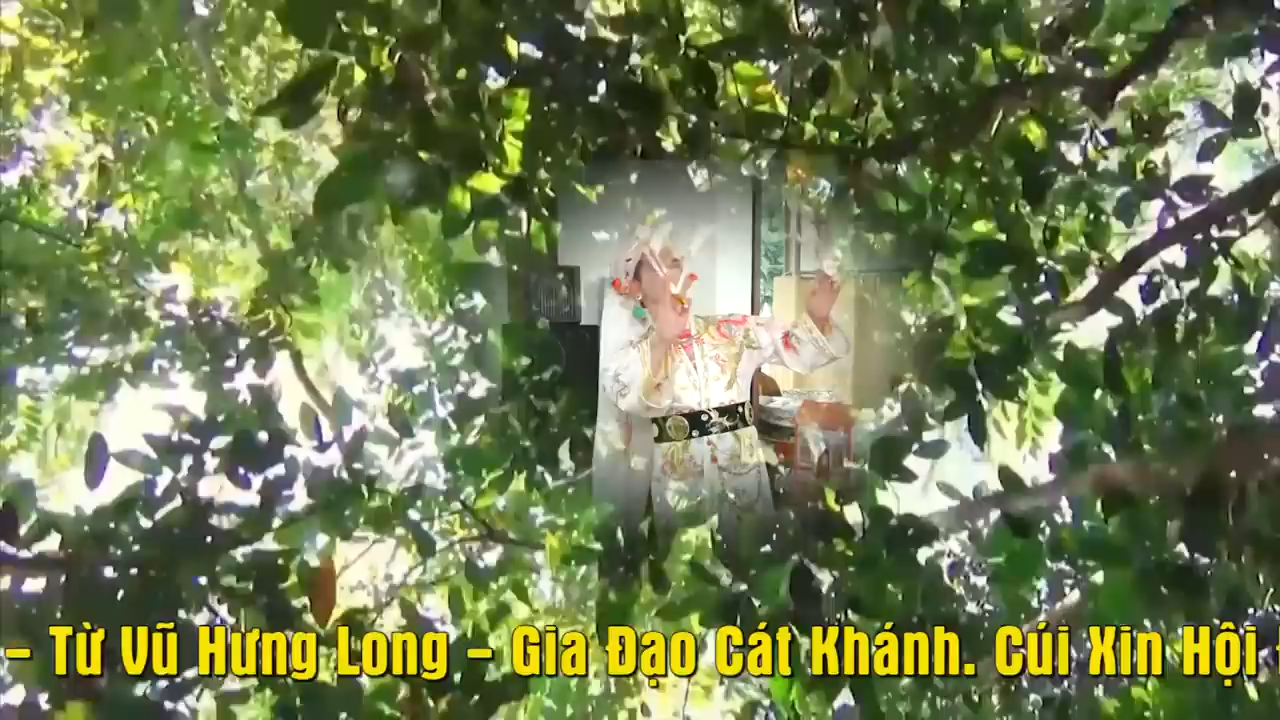 – Từ Vũ Hưng Long – Gia Đạo Cát Khánh. Cúi Xin Hội